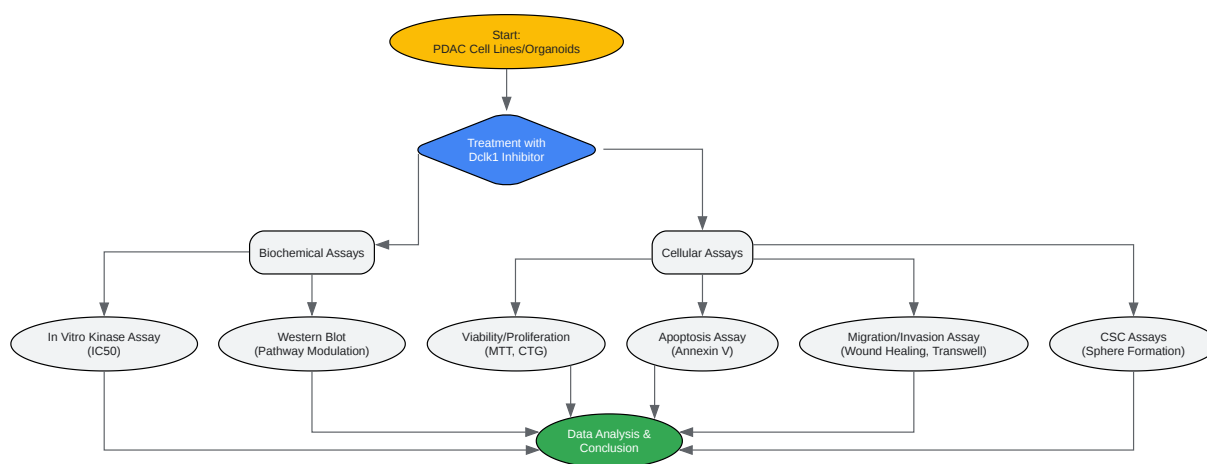 Start:
PDAC Cell Lines/Organoids
Treatment with
Dclk1 Inhibitor
Biochemical Assays
Cellular Assays
In Vitro Kinase Assay
(IC50)
Western Blot
(Pathway Modulation)
Viability/Proliferation
(MTT, CTG)
Apoptosis Assay
(Annexin V)
Migration/Invasion Assay
(Wound Healing, Transwell)
CSC Assays
(Sphere Formation)
Data Analysis &
Conclusion